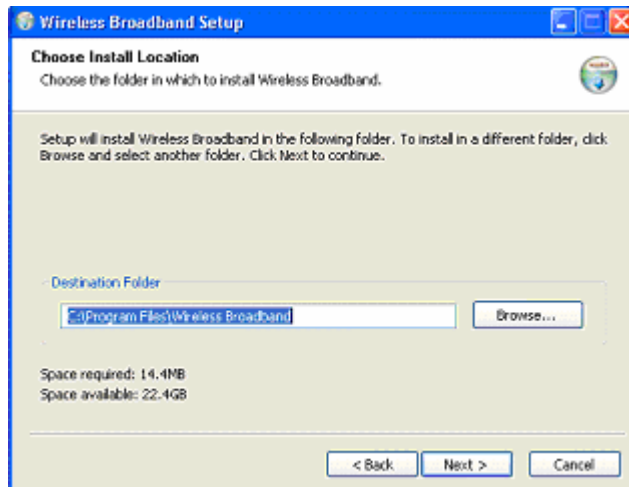 Wireless Broadband Setup
Choose Install Location
Choose the folder in which to install Wireless Broadband.
Setup will install Wireless Broadband in the following folder. To install in a different folder, click
Browse and select another folder. Click Next to continue.
Destination Folder
C:\Program Files\Wireless Broadband
Browse...
Space required: 14.4MB
Space available: 22.4GB
< Back
Next >
Cancel